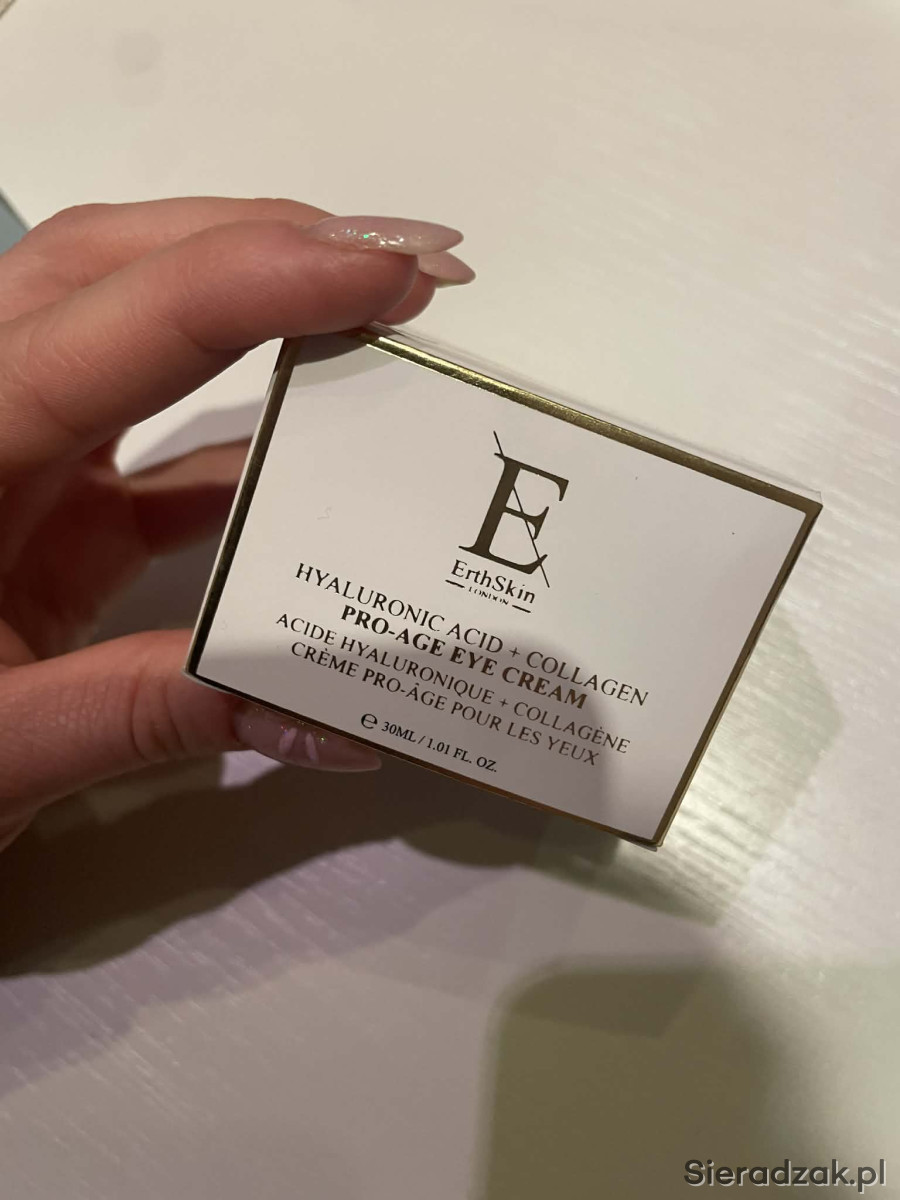 E
ErthSkin
LONDON
HYALURONIC ACID + COLLAGEN
PRO-AGE EYE CREAM
ACIDE HYALURONIQUE + COLLAGÈNE
CRÈME PRO-ÂGE POUR LES YEUX
℮ 30ML / 1.01 FL. OZ.
Sieradzak.pl